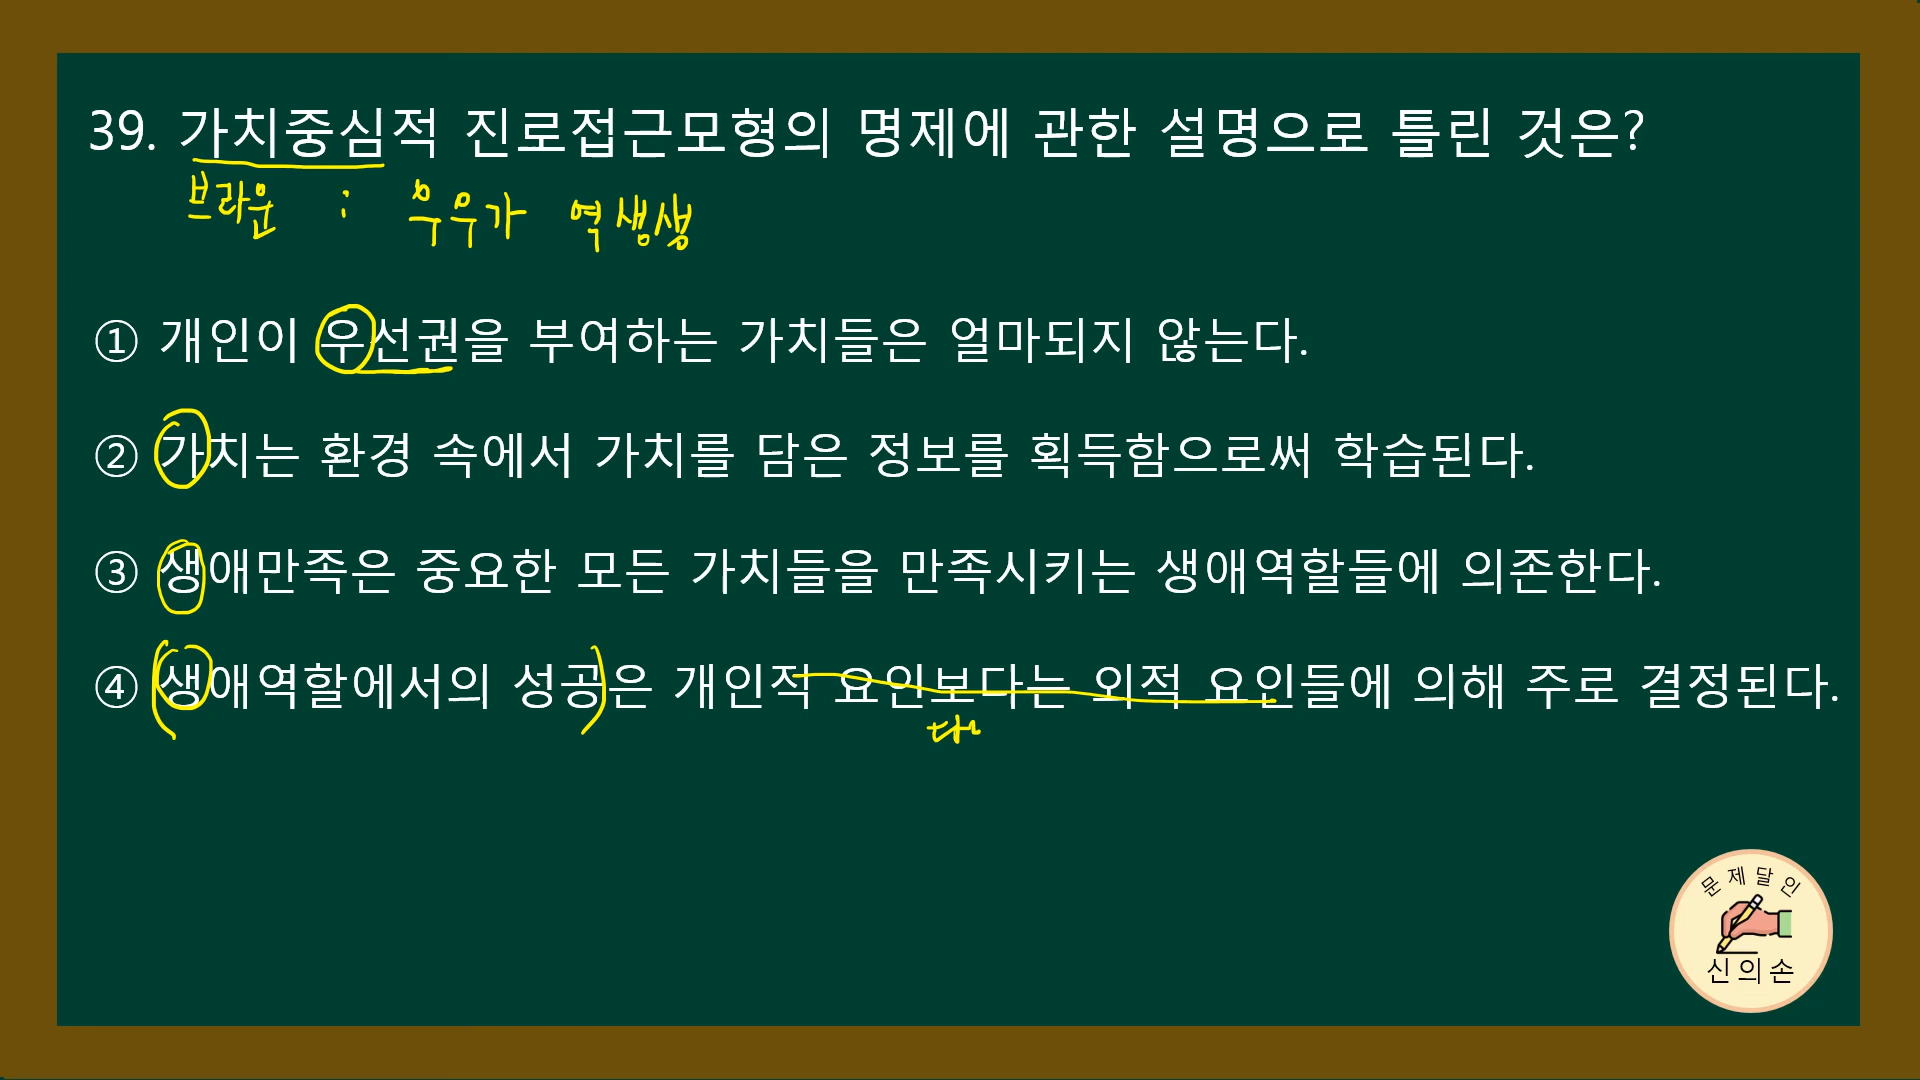 39. 가치중심적 진로접근모형의 명제에 관한 설명으로 틀린 것은?
브라운 : 우우가 역생생
① 개인이 우선권을 부여하는 가치들은 얼마되지 않는다.
② 가치는 환경 속에서 가치를 담은 정보를 획득함으로써 학습된다.
③ 생애만족은 중요한 모든 가치들을 만족시키는 생애역할들에 의존한다.
④ 생애역할에서의 성공은 개인적 요인보다는 외적 요인들에 의해 주로 결정된다.
문제달인
신의손